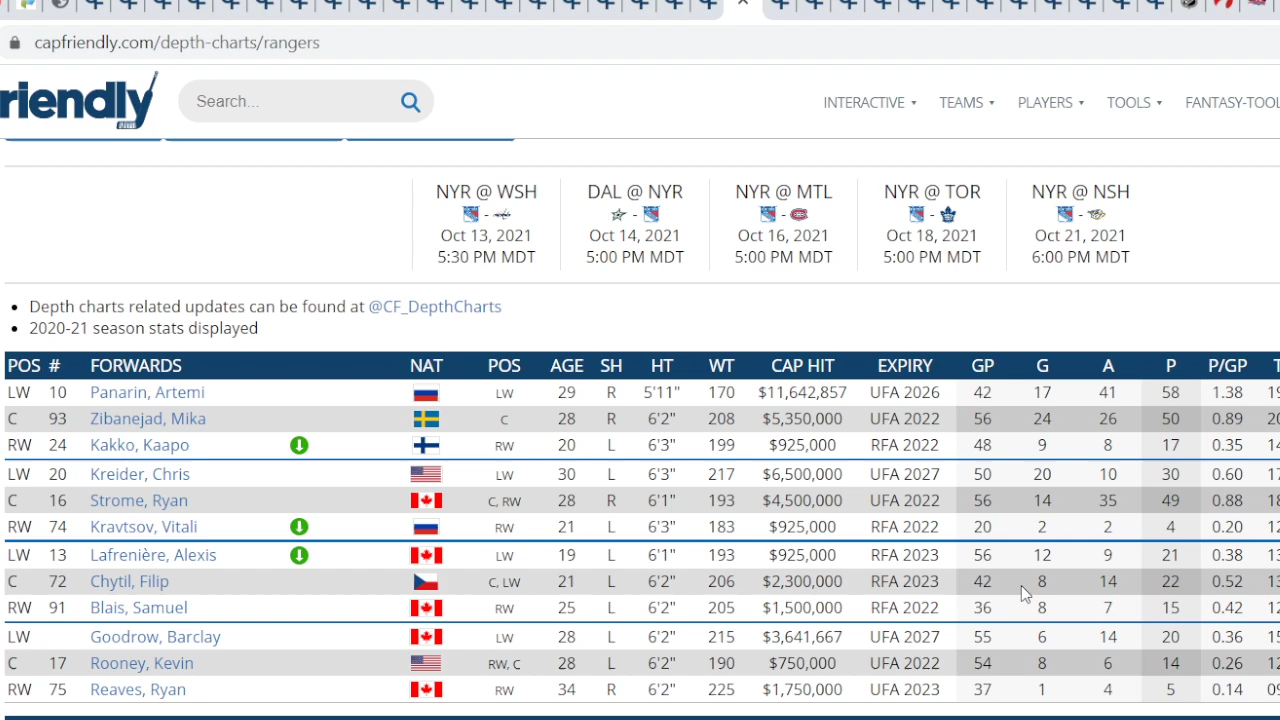 capfriendly.com/depth-charts/rangers
riendly Search... INTERACTIVE TEAMS PLAYERS TOOLS FANTASY-TOOL
NYR @ WSH DAL @ NYR NYR @ MTL NYR @ TOR NYR @ NSH
- - - - -
Oct 13, 2021 Oct 14, 2021 Oct 16, 2021 Oct 18, 2021 Oct 21, 2021
5:30 PM MDT 5:00 PM MDT 5:00 PM MDT 5:00 PM MDT 6:00 PM MDT
• Depth charts related updates can be found at @CF_DepthCharts
• 2020-21 season stats displayed
POS # FORWARDS NAT POS AGE SH HT WT CAP HIT EXPIRY GP G A P P/GP T
LW 10 Panarin, Artemi LW 29 R 5'11" 170 $11,642,857 UFA 2026 42 17 41 58 1.38 19
C 93 Zibanejad, Mika C 28 R 6'2" 208 $5,350,000 UFA 2022 56 24 26 50 0.89 20
RW 24 Kakko, Kaapo RW 20 L 6'3" 199 $925,000 RFA 2022 48 9 8 17 0.35 14
LW 20 Kreider, Chris LW 30 L 6'3" 217 $6,500,000 UFA 2027 50 20 10 30 0.60 17
C 16 Strome, Ryan C, RW 28 R 6'1" 193 $4,500,000 UFA 2022 56 14 35 49 0.88 18
RW 74 Kravtsov, Vitali RW 21 L 6'3" 183 $925,000 RFA 2022 20 2 2 4 0.20 12
LW 13 Lafrenière, Alexis LW 19 L 6'1" 193 $925,000 RFA 2023 56 12 9 21 0.38 13
C 72 Chytil, Filip C, LW 21 L 6'2" 206 $2,300,000 RFA 2023 42 8 14 22 0.52 13
RW 91 Blais, Samuel RW 25 L 6'2" 205 $1,500,000 RFA 2022 36 8 7 15 0.42 12
LW Goodrow, Barclay LW 28 L 6'2" 215 $3,641,667 UFA 2027 55 6 14 20 0.36 15
C 17 Rooney, Kevin RW, C 28 L 6'2" 190 $750,000 UFA 2022 54 8 6 14 0.26 12
RW 75 Reaves, Ryan RW 34 R 6'2" 225 $1,750,000 UFA 2023 37 1 4 5 0.14 09